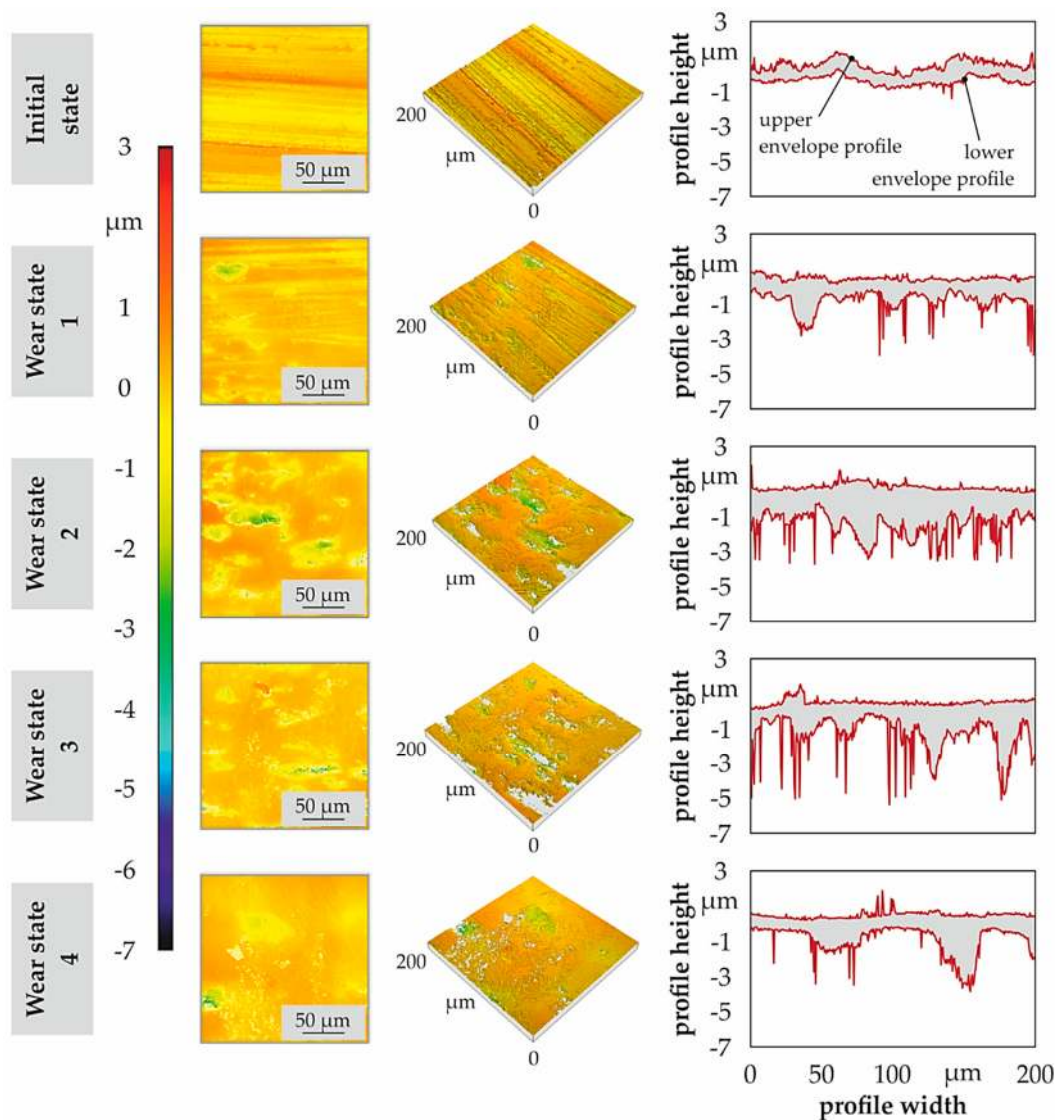 Initial
state
3
μm
1
0
-1
-2
-3
-4
-5
-6
-7
50 μm
200
μm
0
profile height
3
μm
-1
-3
-5
-7
upper
envelope profile
lower
envelope profile
Wear state
1
50 μm
200
μm
0
profile height
3
μm
-1
-3
-5
-7
Wear state
2
50 μm
200
μm
0
profile height
3
μm
-1
-3
-5
-7
Wear state
3
50 μm
200
μm
0
profile height
3
μm
-1
-3
-5
-7
Wear state
4
50 μm
200
μm
0
profile height
3
μm
-1
-3
-5
-7
0
50
100
μm
200
profile width